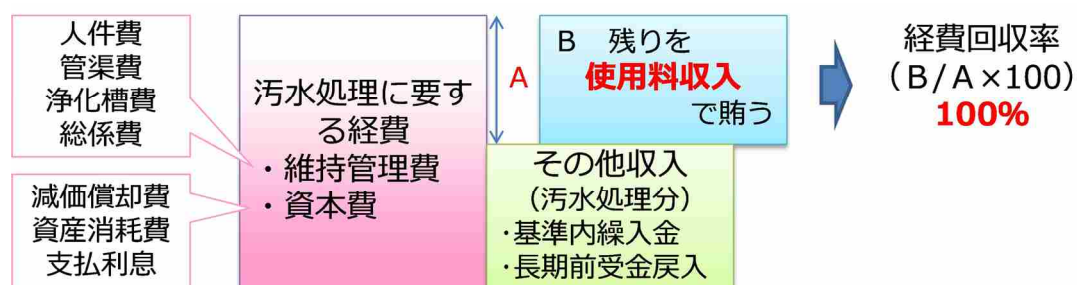 人件費
管渠費
浄化槽費
総係費
減価償却費
資産消耗費
支払利息
汚水処理に要す
る経費
・維持管理費
・資本費
A
B 残りを
使用料収入
で賄う
その他収入
（汚水処理分）
・基準内繰入金
・長期前受金戻入
経費回収率
（B/A×100）
100%